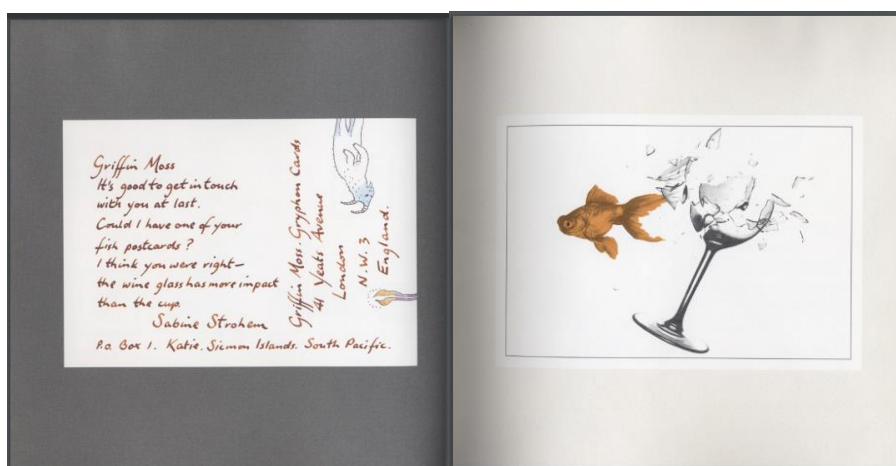 Griffin Moss
It's good to get in touch
with you at last.
Could I have one of your
fish postcards?
I think you were right—
the wine glass has more impact
than the cup.
Sabine Strohem
P.O. Box 1. Katie. Sicmon Islands. South Pacific.
Griffin Moss. Gryphon Cards
41 Yeats Avenue
London
N.W.3
England.